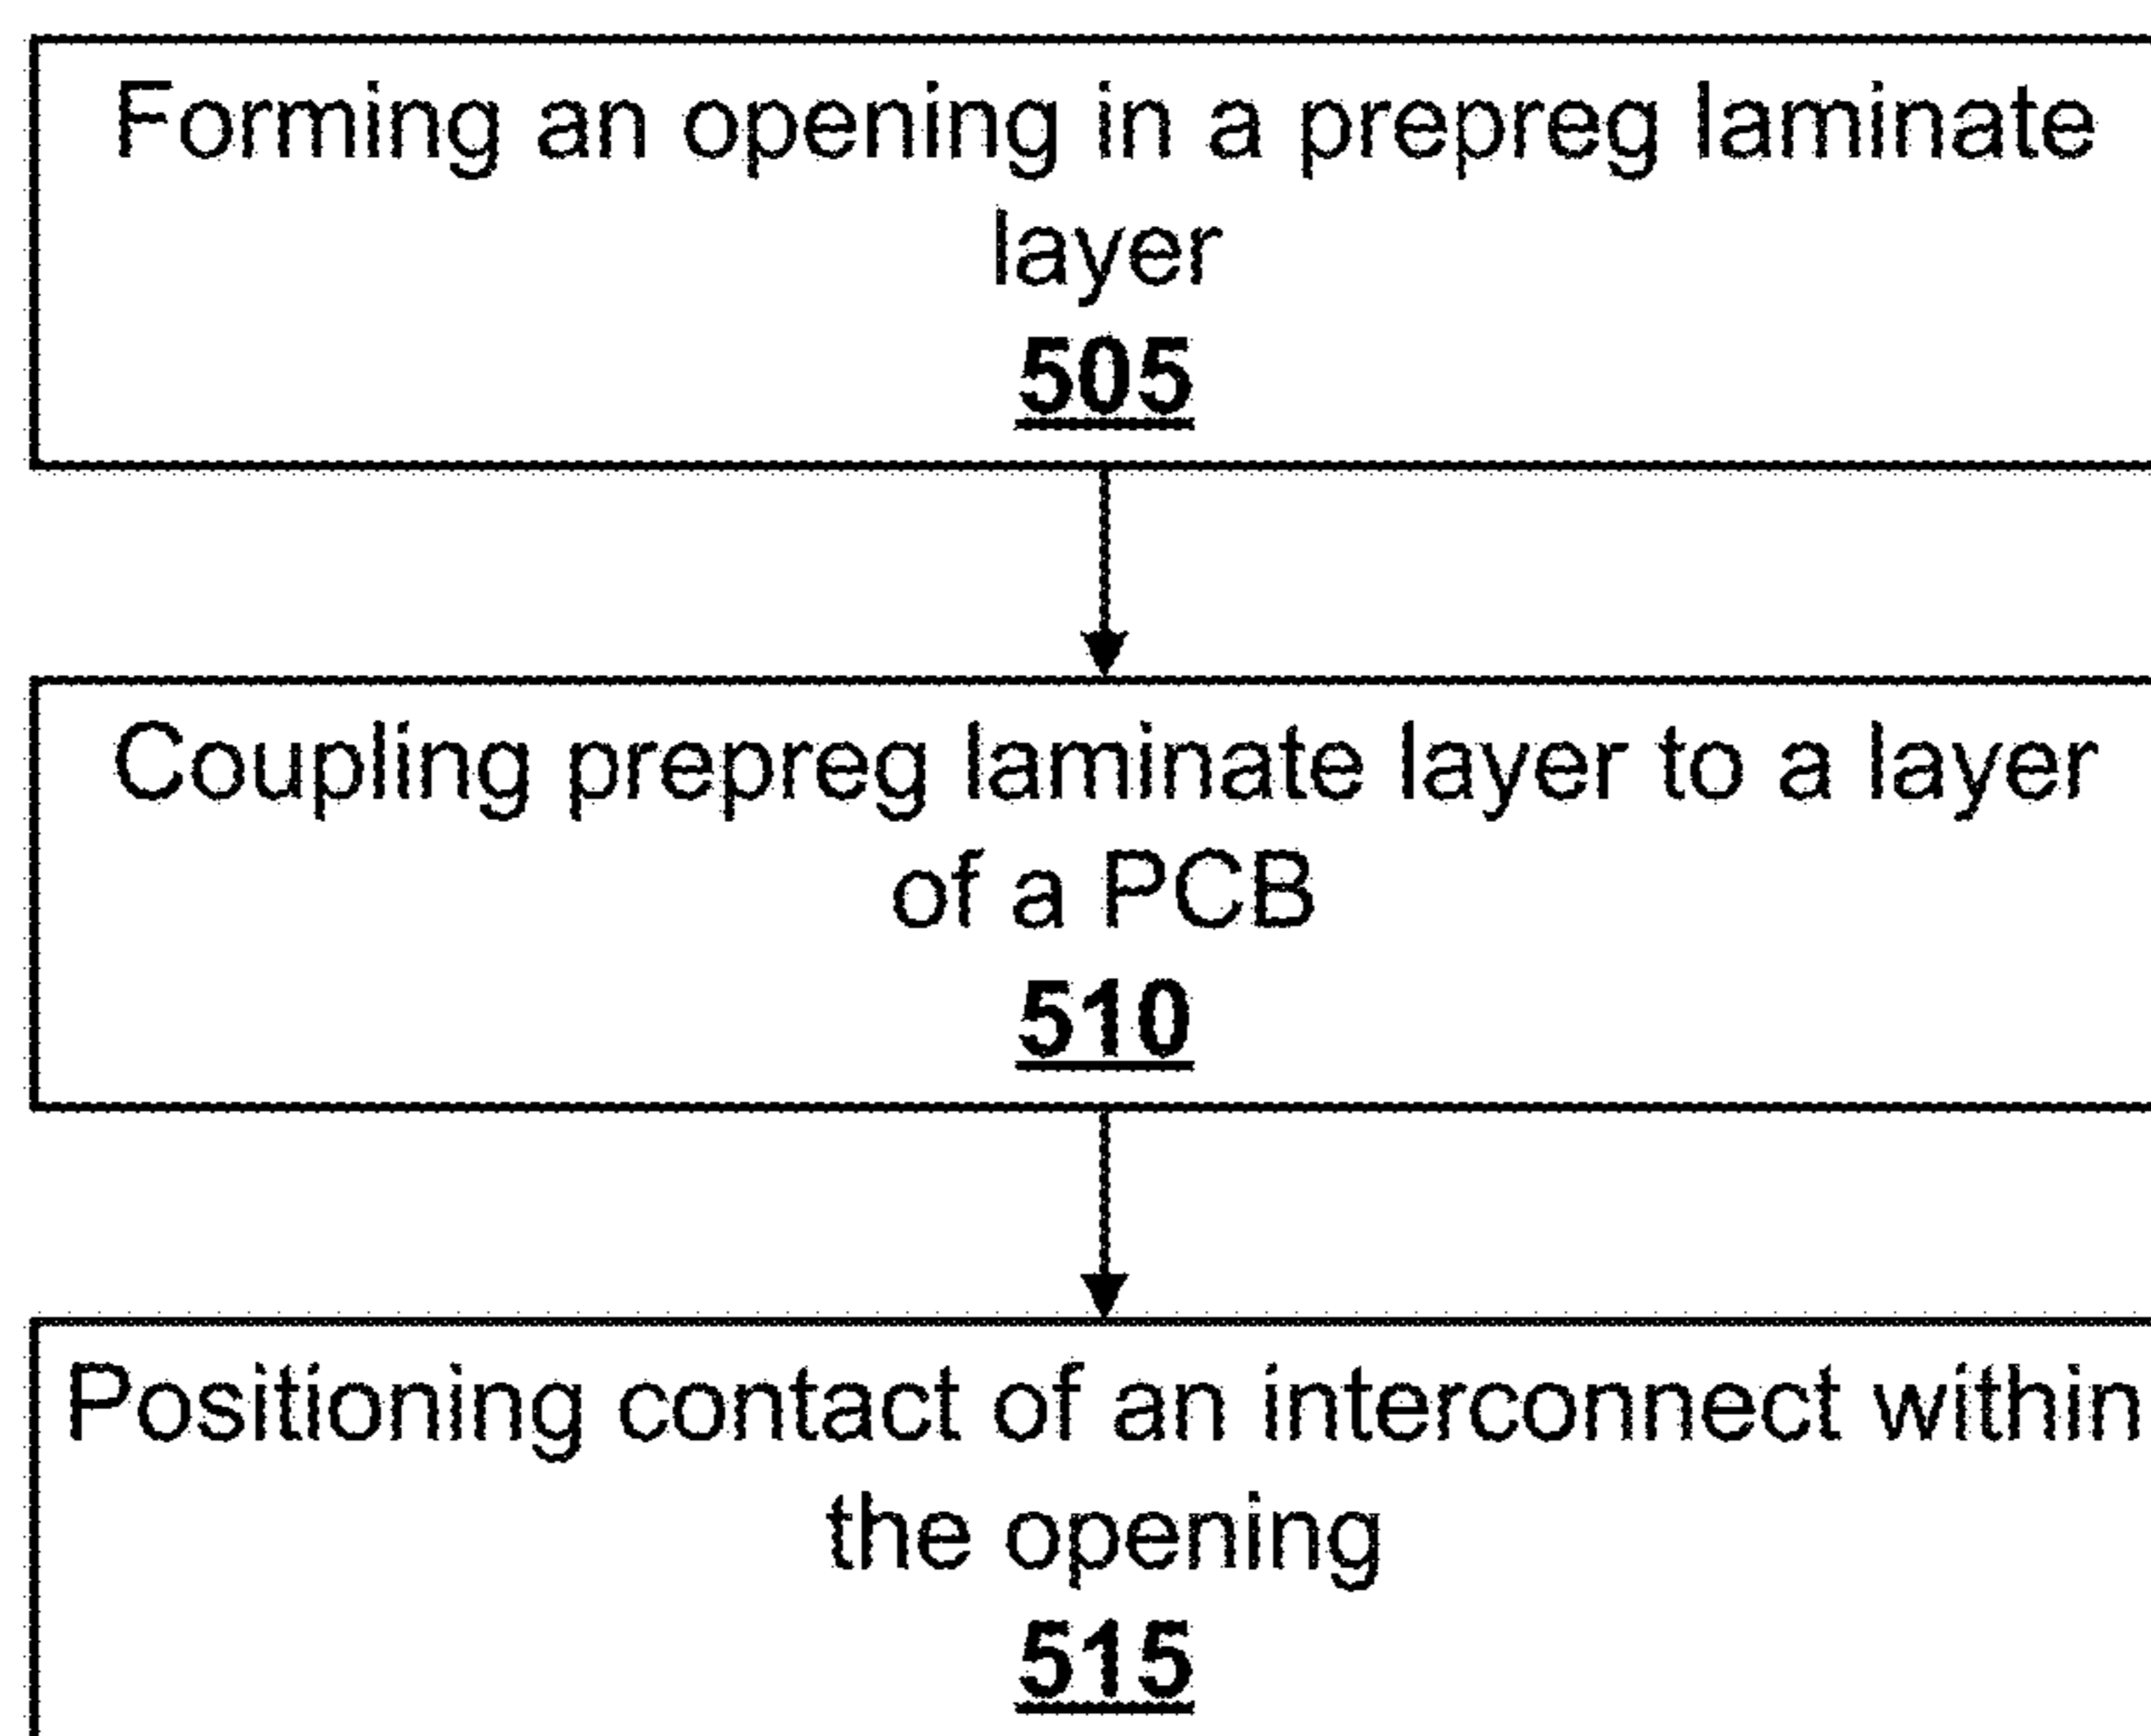 Forming an opening in a prepreg laminate
layer
505
Coupling prepreg laminate layer to a layer
of a PCB
510
Positioning contact of an interconnect within
the opening
515